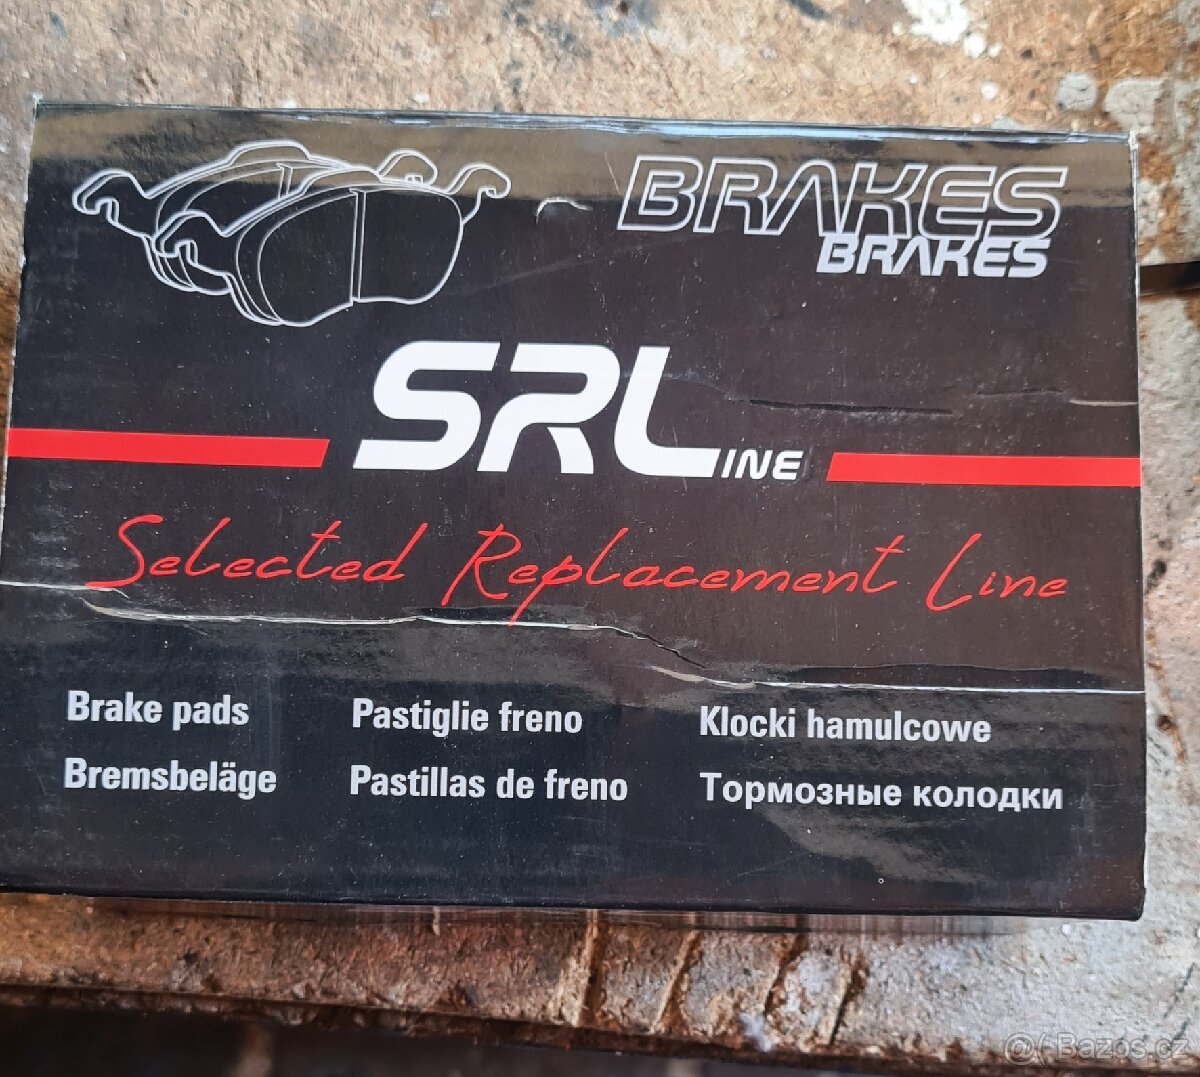 BRAKES
BRAKES
SRLINE
Selected Replacement Line
Brake pads
Pastiglie freno
Klocki hamulcowe
Bremsbeläge
Pastillas de freno
Тормозные колодки
@( Bazos.cz